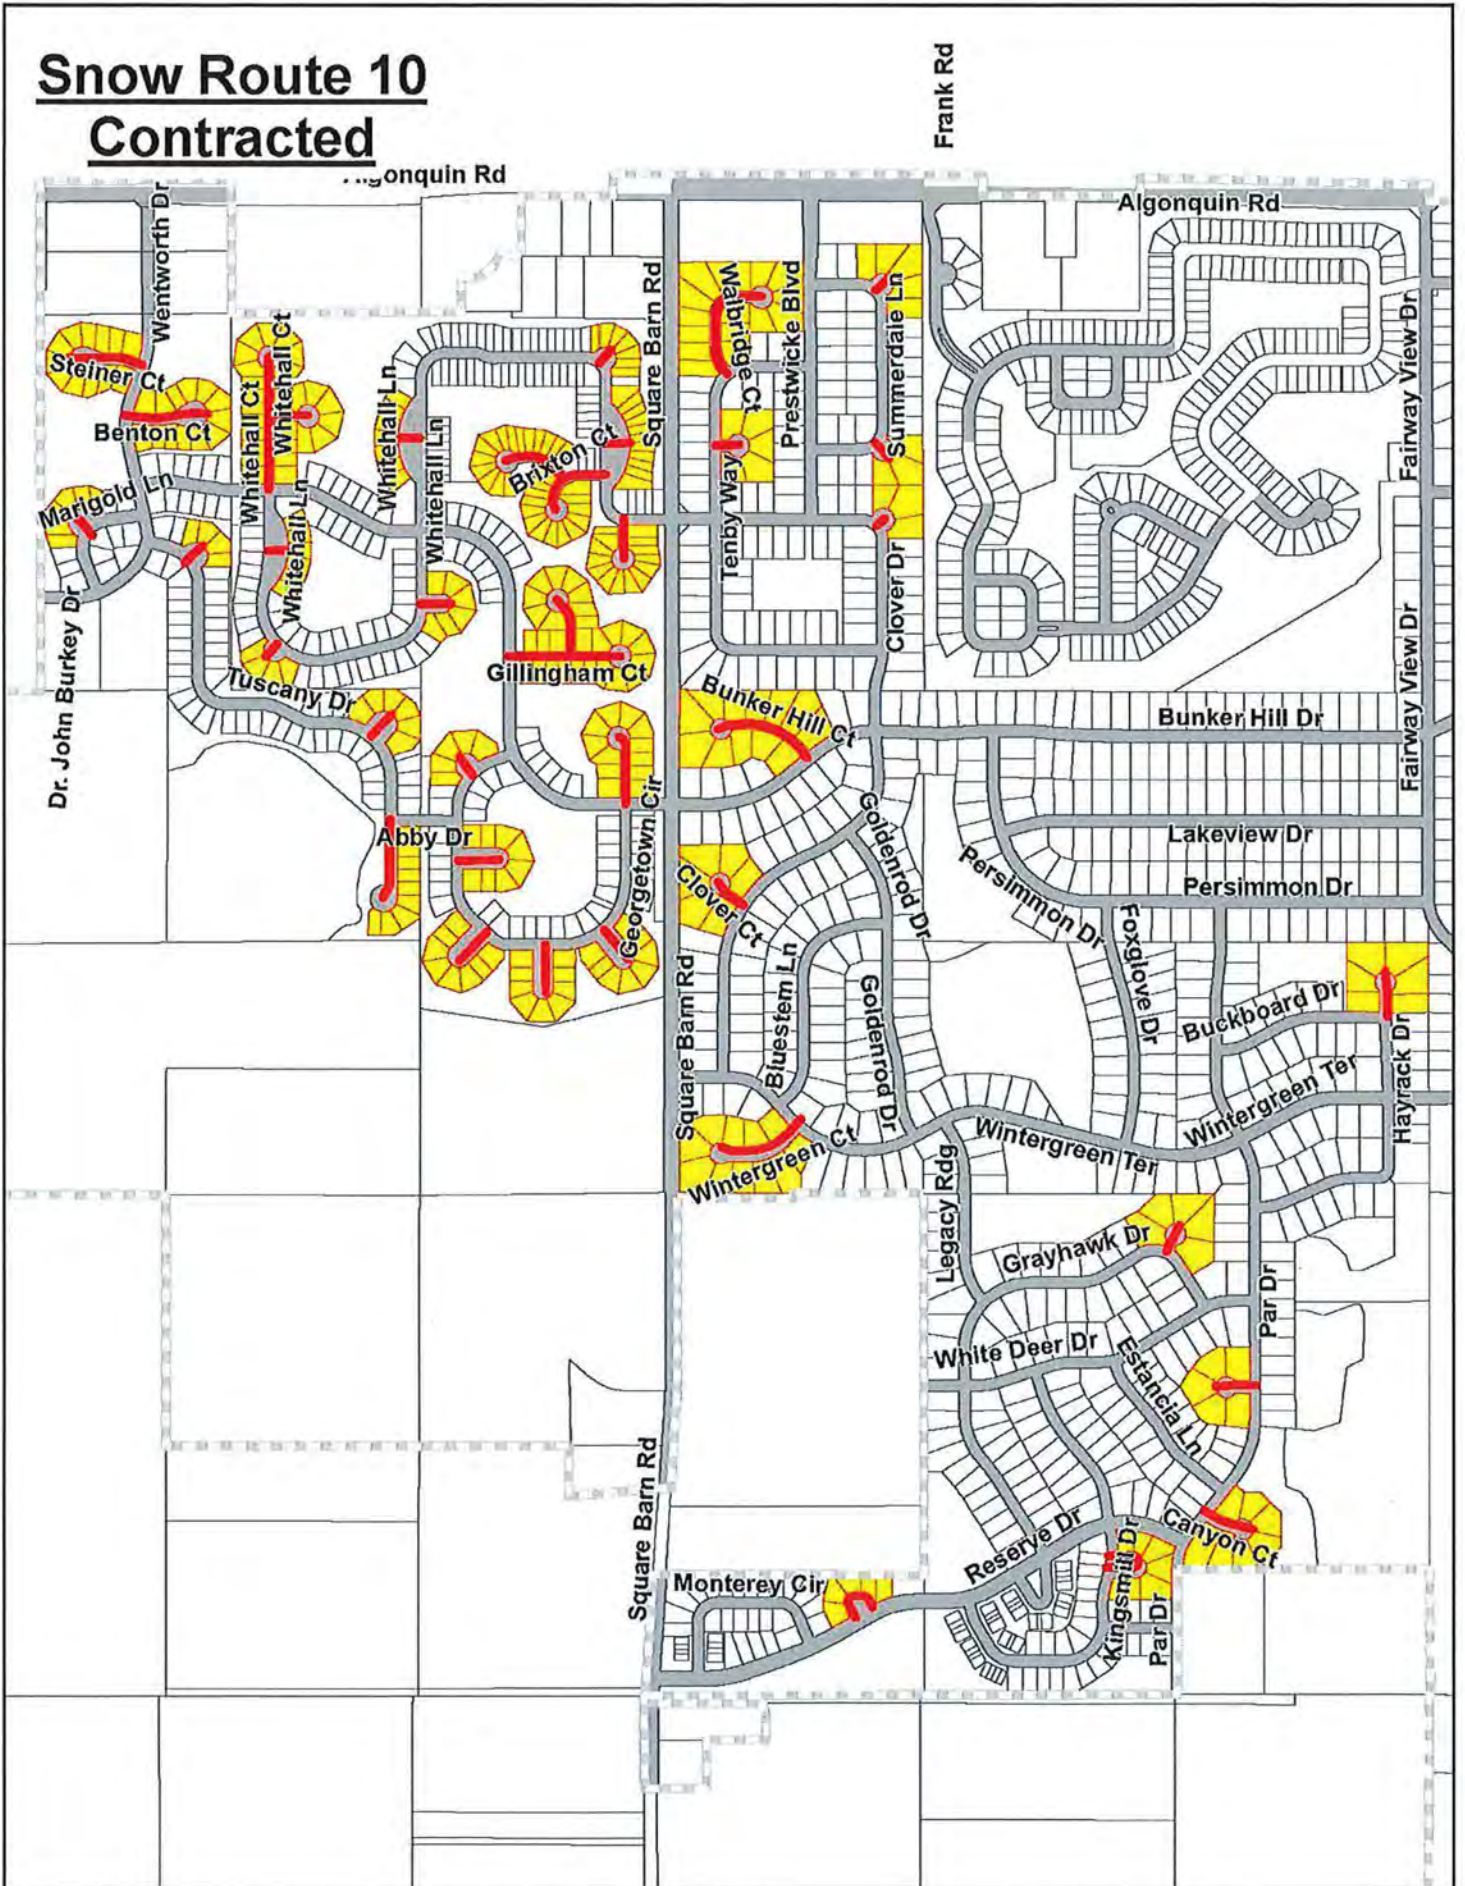 Snow Route 10
Contracted
Frank Rd
Algonquin Rd
Wentworth Dr
Steiner Ct
Benton Ct
Marigold Ln
Dr. John Burkey Dr
Whitehall Ct
Whitehall Ct
Whitehall Ln
Whitehall Ln
Whitehall Ln
Brixton Ct
Square Barn Rd
Walbridge Ct
Prestwicke Blvd
Summerdale Ln
Tenby Way
Clover Dr
Fairway View Dr
Fairway View Dr
Fairway View Dr
Gillingham Ct
Tuscany Dr
Bunker Hill Ct
Bunker Hill Dr
Abby Dr
Georgetown Cir
Goldenrod Dr
Lakeview Dr
Persimmon Dr
Persimmon Dr
Clover Ct
Bluestem Ln
Goldenrod Dr
Foxglove Dr
Square Barn Rd
Buckboard Dr
Hayrack Dr
Wintergreen Ter
Wintergreen Ter
Wintergreen Ct
Legacy Rdg
Grayhawk Dr
Par Dr
White Deer Dr
Estancia Ln
Square Barn Rd
Reserve Dr
Canyon Ct
Kingsmill Dr
Monterey Cir
Par Dr